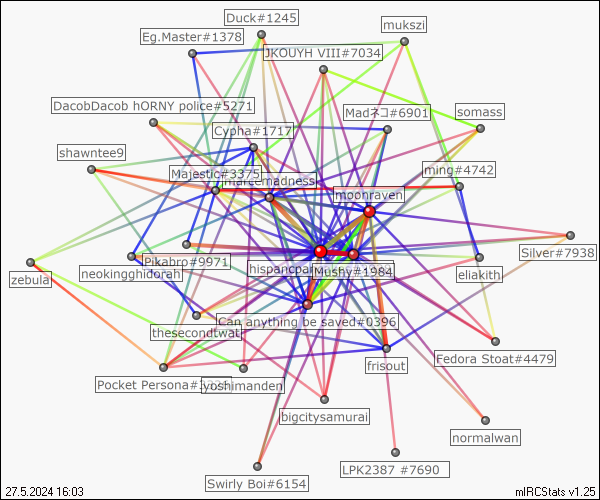 Duck#1245
mukszi
Eg.Master#1378
JKOUYH VIII#7034
DacobDacob hORNY police#5271
Madネコ#6901
somass
Cypha#1717
shawntee9
ming#4742
Majestic#3375
marcemadness
moonraven
Silver#7938
Pikabro#9971
zebula
neokingghidorah
hispancpa
Mushy#1984
eliakith
Can anything be saved#0396
thesecondtwat
Fedora Stoat#4479
frisout
Pocket Persona#
yoshimanden
bigcitysamurai
normalwan
LPK2387 #7690
Swirly Boi#6154
27.5.2024 16:03
mIRCStats v1.25